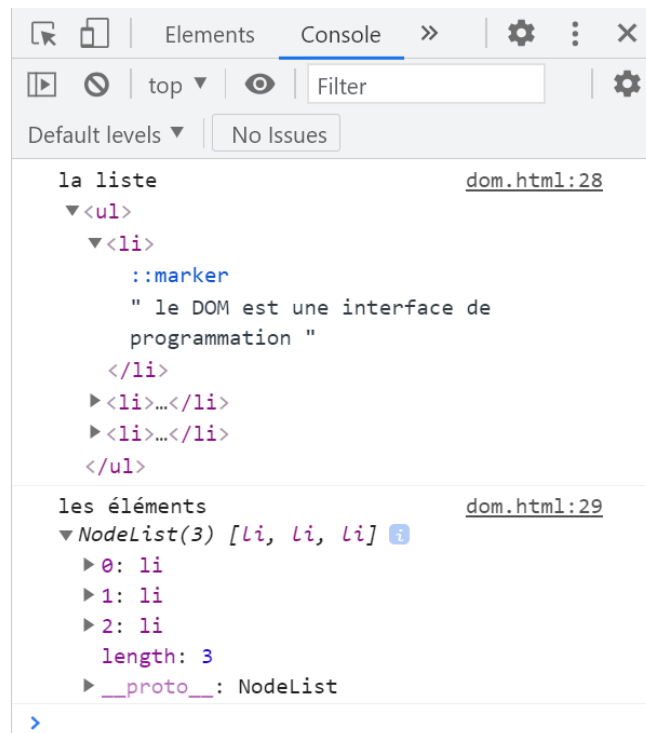 Elements Console »
top ▼ Filter
Default levels ▼ No Issues
la liste dom.html:28
▼<ul>
▼<li>
::marker
" le DOM est une interface de
programmation "
</li>
▶<li>…</li>
▶<li>…</li>
</ul>
les éléments dom.html:29
▼NodeList(3) [li, li, li] i
▶0: li
▶1: li
▶2: li
length: 3
▶__proto__: NodeList
>